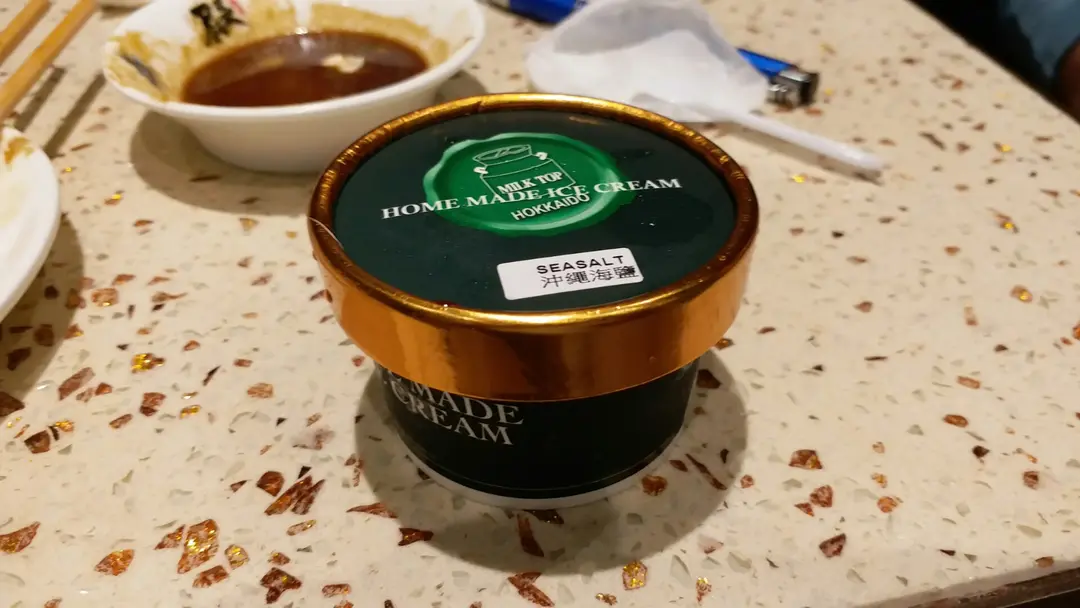 MILK TOP
HOME MADE ICE CREAM
HOKKAIDO
SEASALT
沖繩海鹽
MADE
CREAM